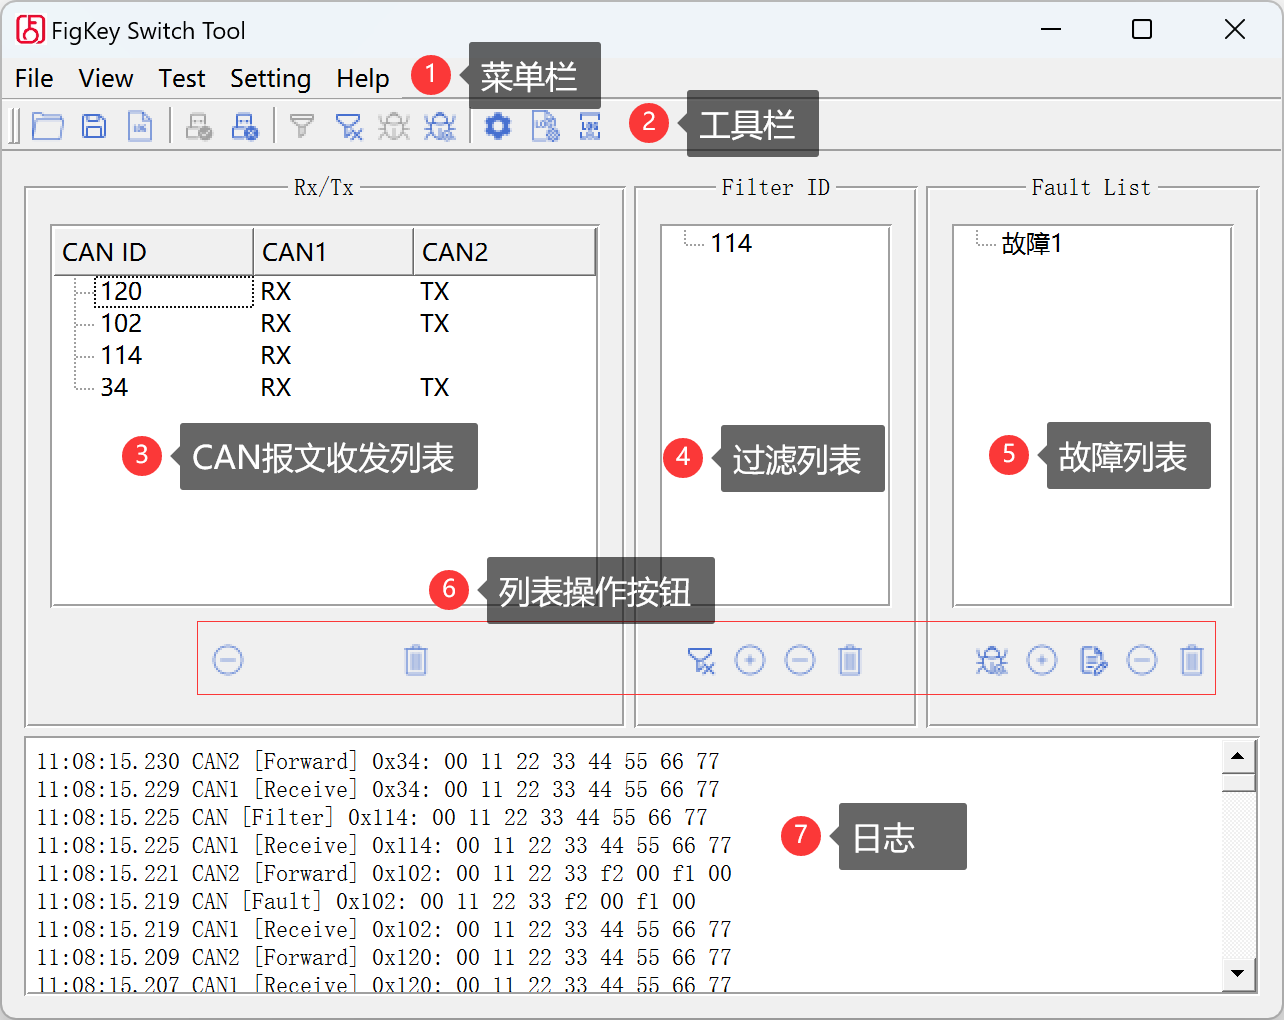 FigKey Switch Tool
File View Test Setting Help
1 菜单栏
LOG LOG LOG
2 工具栏
Rx/Tx
Filter ID
Fault List
CAN ID CAN1 CAN2
120 RX TX
102 RX TX
114 RX
34 RX TX
114
故障1
3 CAN报文收发列表
4 过滤列表
5 故障列表
6 列表操作按钮
11:08:15.230 CAN2 [Forward] 0x34: 00 11 22 33 44 55 66 77
11:08:15.229 CAN1 [Receive] 0x34: 00 11 22 33 44 55 66 77
11:08:15.225 CAN [Filter] 0x114: 00 11 22 33 44 55 66 77
11:08:15.225 CAN1 [Receive] 0x114: 00 11 22 33 44 55 66 77
11:08:15.221 CAN2 [Forward] 0x102: 00 11 22 33 f2 00 f1 00
11:08:15.219 CAN [Fault] 0x102: 00 11 22 33 f2 00 f1 00
11:08:15.219 CAN1 [Receive] 0x102: 00 11 22 33 44 55 66 77
11:08:15.209 CAN2 [Forward] 0x120: 00 11 22 33 44 55 66 77
11:08:15.207 CAN1 [Receive] 0x120: 00 11 22 33 44 55 66 77
7 日志